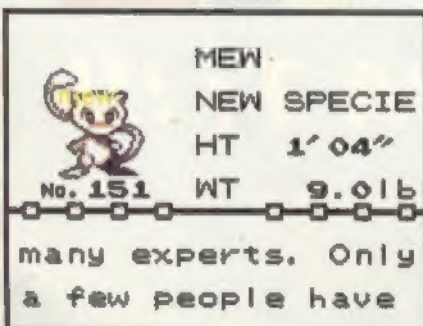 MEW
NEW SPECIE
HT 1'04"
No. 151 WT 9.0lb
many experts. Only
a few people have